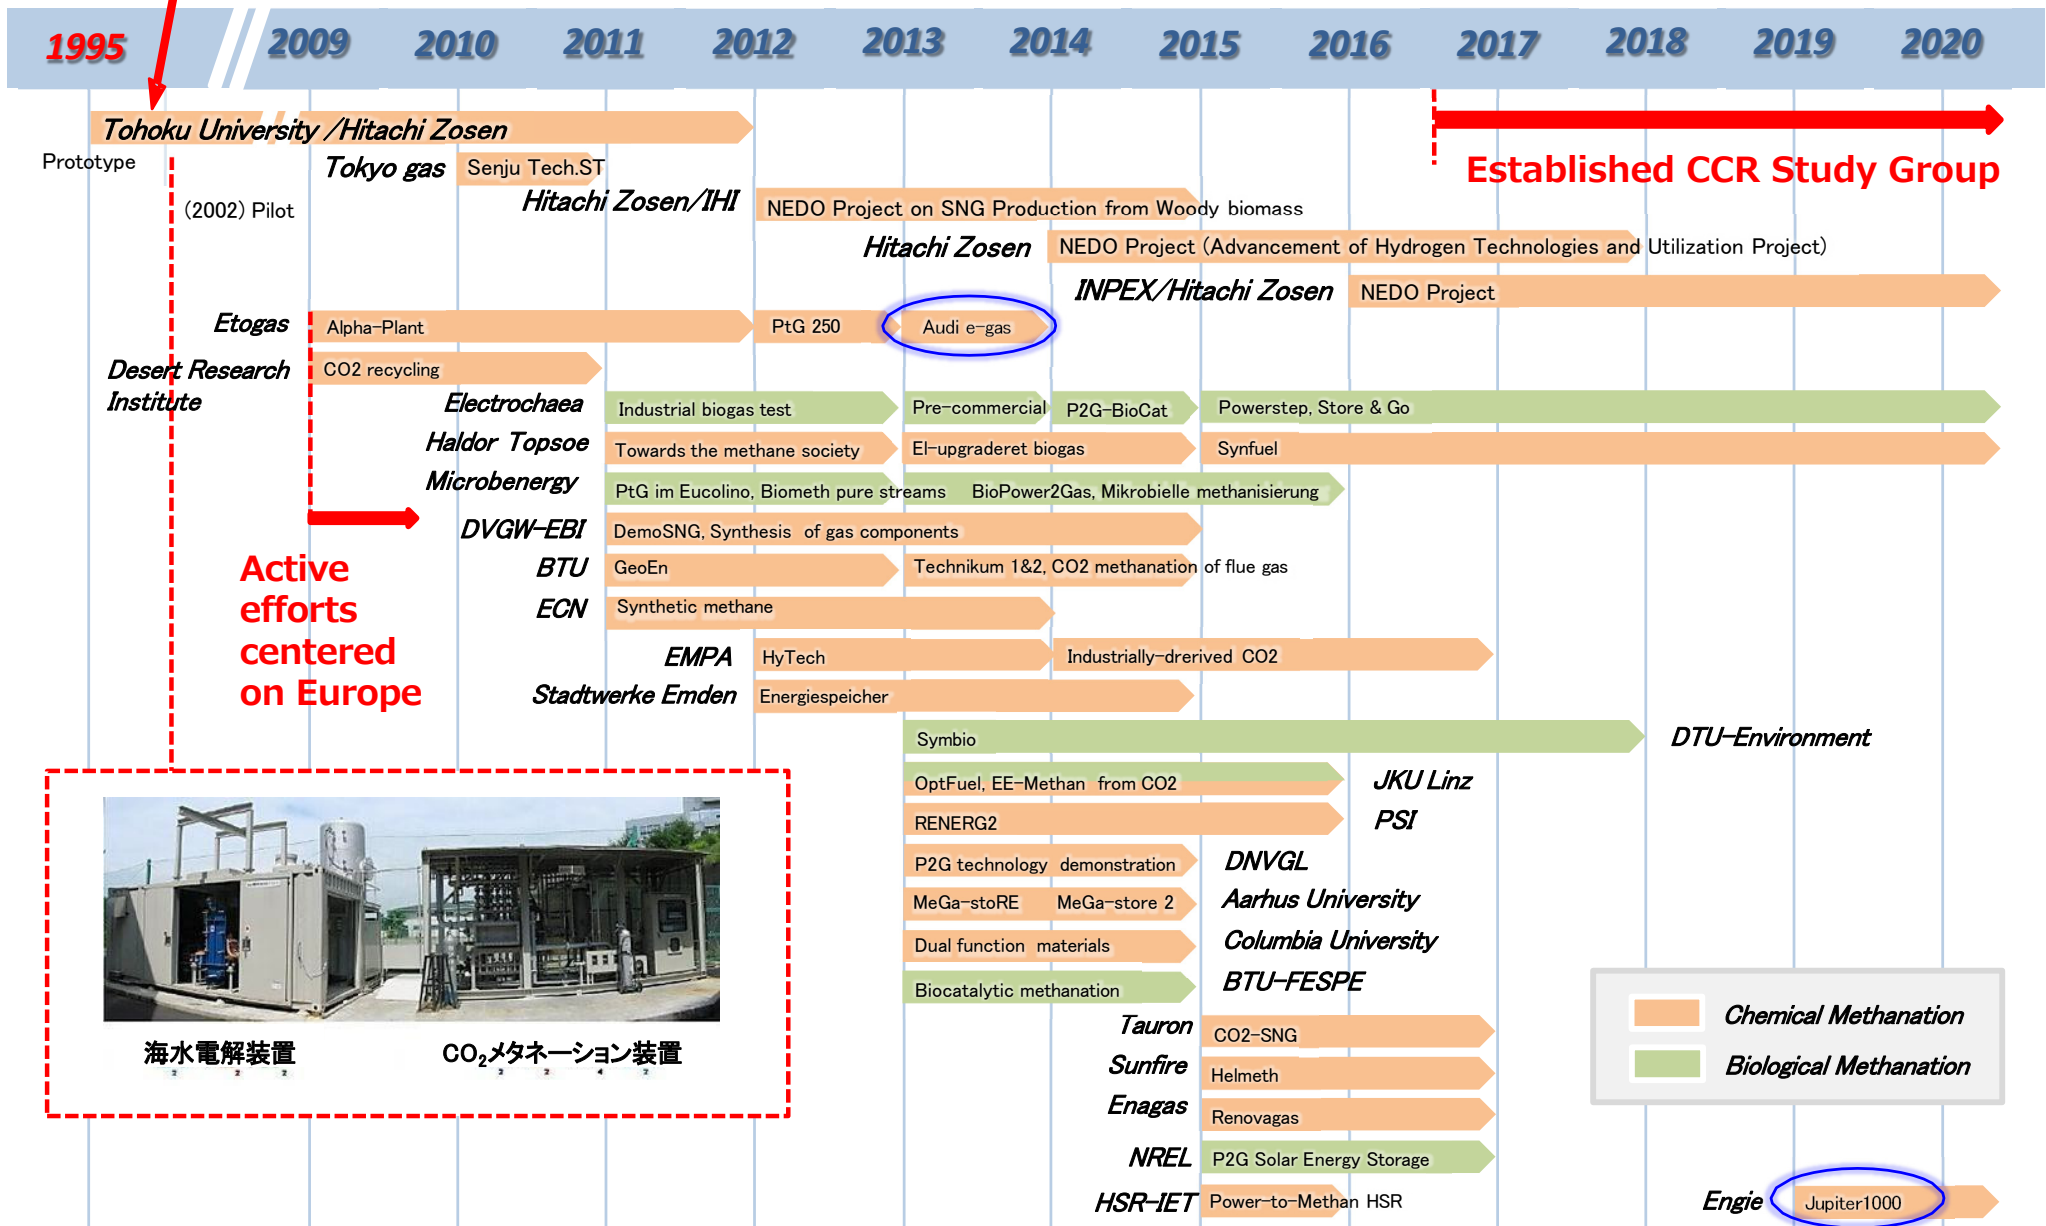 1995 2009 2010 2011 2012 2013 2014 2015 2016 2017 2018 2019 2020
Tohoku University /Hitachi Zosen
Prototype
Tokyo gas Senju Tech.ST
Established CCR Study Group
(2002) Pilot
Hitachi Zosen/IHI NEDO Project on SNG Production from Woody biomass
Hitachi Zosen NEDO Project (Advancement of Hydrogen Technologies and Utilization Project)
INPEX/Hitachi Zosen NEDO Project
Etogas Alpha-Plant PtG 250 Audi e-gas
Desert Research
Institute
CO2 recycling
Electrochaea Industrial biogas test Pre-commercial P2G-BioCat Powerstep, Store & Go
Haldor Topsoe Towards the methane society El-upgraderet biogas Synfuel
Microbenergy PtG im Eucolino, Biometh pure streams BioPower2Gas, Mikrobielle methanisierung
DVGW-EBI DemoSNG, Synthesis of gas components
BTU GeoEn Technikum 1&2, CO2 methanation of flue gas
ECN Synthetic methane
Active
efforts
centered
on Europe
EMPA HyTech Industrially-drerived CO2
Stadtwerke Emden Energiespeicher
Symbio DTU-Environment
OptFuel, EE-Methan from CO2 JKU Linz
RENERG2 PSI
P2G technology demonstration DNVGL
MeGa-stoRE MeGa-store 2 Aarhus University
Dual function materials Columbia University
Biocatalytic methanation BTU-FESPE
Tauron CO2-SNG
Sunfire Helmeth
Enagas Renovagas
NREL P2G Solar Energy Storage
HSR-IET Power-to-Methan HSR
Engie Jupiter1000
海水電解装置 CO₂メタネーション装置
Chemical Methanation
Biological Methanation